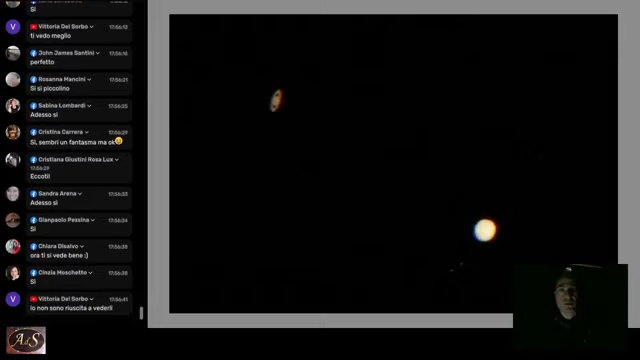 Si
Vittoria Del Sorbo 17:56:13
ti vedo meglio
John James Santini 17:56:16
perfetto
Rosanna Mancini 17:56:21
Si si piccolino
Sabina Lombardi 17:56:25
Adesso si
Cristina Carrera 17:56:29
Si, sembri un fantasma ma ok
Cristiana Giustini Rosa Lux
17:56:29
Eccoti!
Sandra Arena 17:56:32
Adesso si
Gianpaolo Pessina 17:56:34
Si
Chiara Disalvo 17:56:38
ora ti si vede bene :)
Cinzia Moschetto 17:56:38
Si
Vittoria Del Sorbo 17:56:41
io non sono riuscita a vederli
AdS